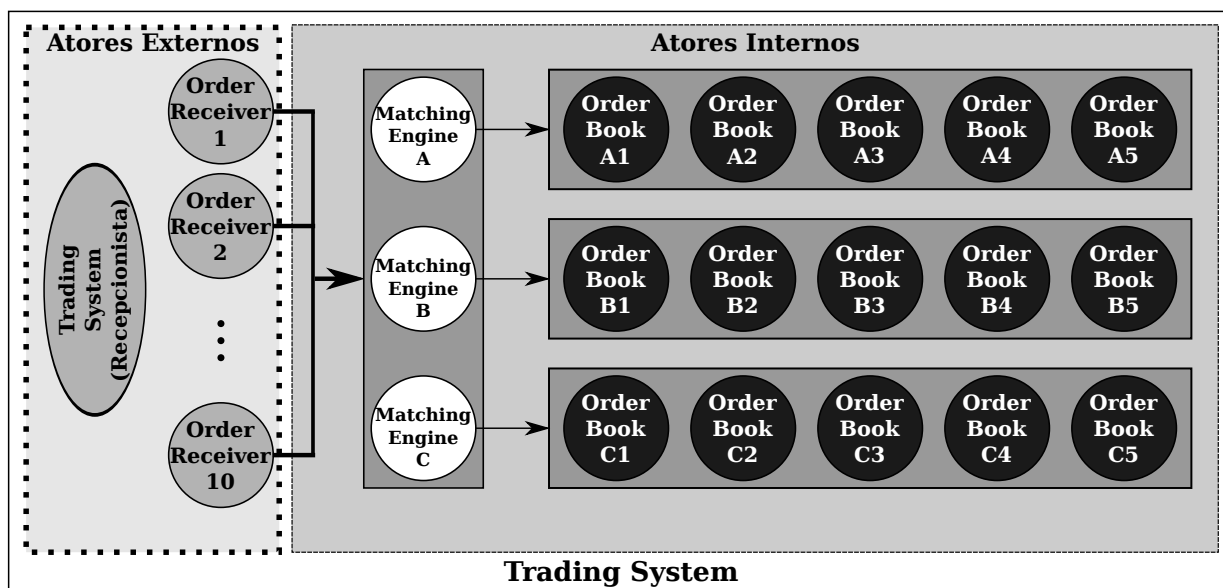 Atores Externos
Atores Internos
Order
Receiver
1
Order
Receiver
2
...
Order
Receiver
10
Trading
System
(Recepcionista)
Matching
Engine
A
Order
Book
A1
Order
Book
A2
Order
Book
A3
Order
Book
A4
Order
Book
A5
Matching
Engine
B
Order
Book
B1
Order
Book
B2
Order
Book
B3
Order
Book
B4
Order
Book
B5
Matching
Engine
C
Order
Book
C1
Order
Book
C2
Order
Book
C3
Order
Book
C4
Order
Book
C5
Trading System